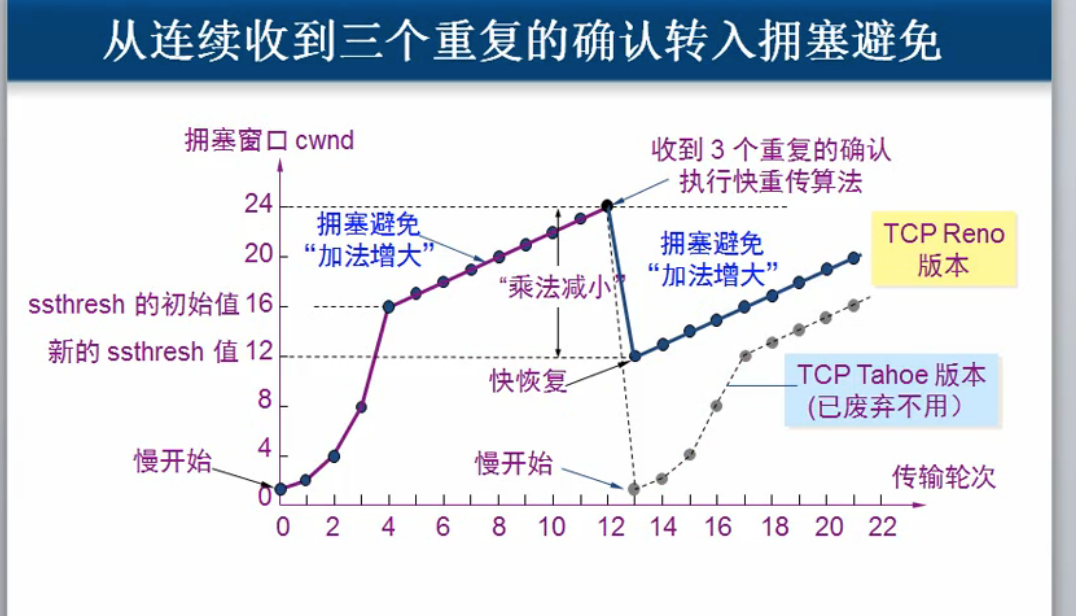 从连续收到三个重复的确认转入拥塞避免
拥塞窗口 cwnd
收到 3 个重复的确认
执行快重传算法
24
拥塞避免
“加法增大”
拥塞避免
“加法增大”
TCP Reno
版本
20
“乘法减小”
ssthresh 的初始值 16
新的 ssthresh 值 12
快恢复
TCP Tahoe 版本
(已废弃不用）
8
4
慢开始
慢开始
传输轮次
0
0 2 4 6 8 10 12 14 16 18 20 22